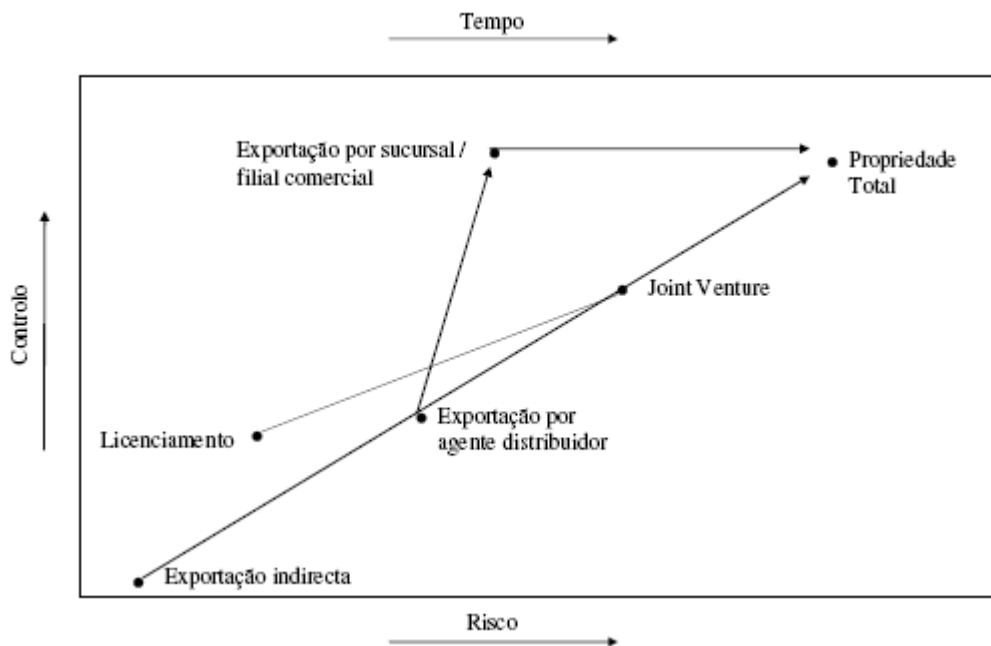 Tempo
Exportação por sucursal /
filial comercial
Propriedade
Total
Joint Venture
Controlo
Exportação por
agente distribuidor
Licenciamento
Exportação indirecta
Risco